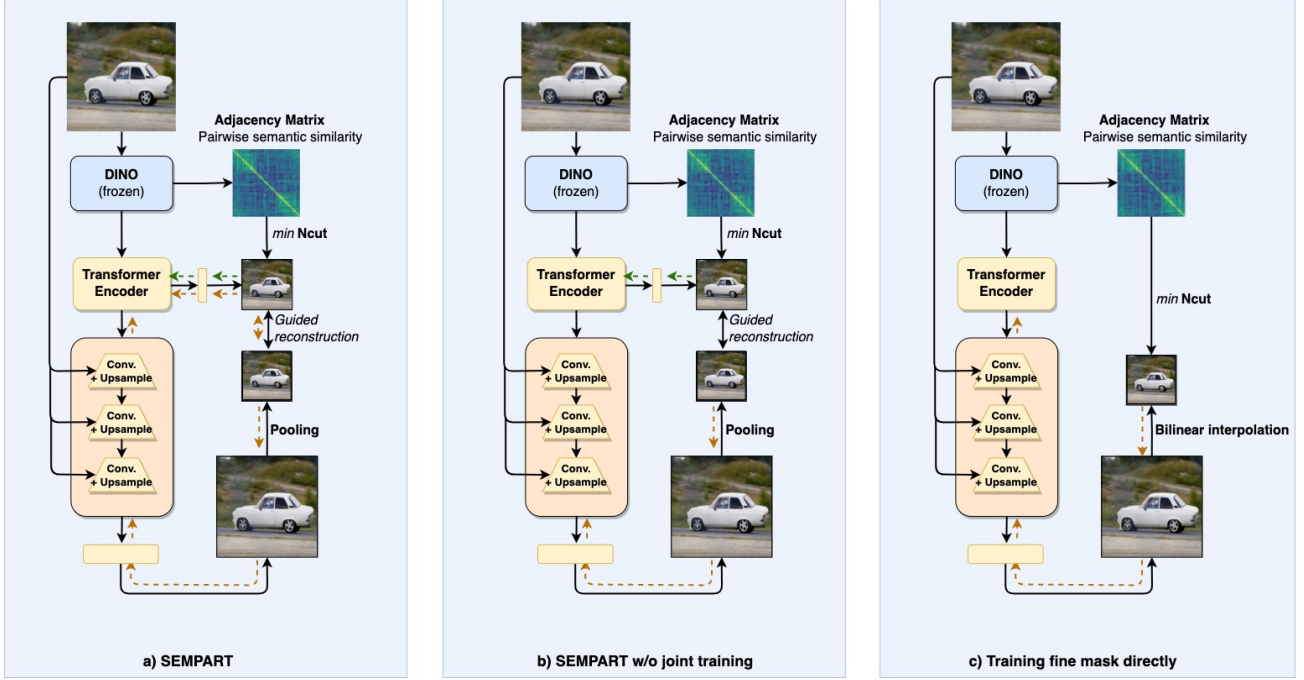 Adjacency Matrix
Pairwise semantic similarity
DINO
(frozen)
min Ncut
Transformer
Encoder
Guided
reconstruction
Conv.
+ Upsample
Conv.
+ Upsample
Conv.
+ Upsample
Pooling
a) SEMPART
Adjacency Matrix
Pairwise semantic similarity
DINO
(frozen)
min Ncut
Transformer
Encoder
Guided
reconstruction
Conv.
+ Upsample
Conv.
+ Upsample
Conv.
+ Upsample
Pooling
b) SEMPART w/o joint training
Adjacency Matrix
Pairwise semantic similarity
DINO
(frozen)
Transformer
Encoder
min Ncut
Conv.
+ Upsample
Conv.
+ Upsample
Conv.
+ Upsample
Bilinear interpolation
c) Training fine mask directly